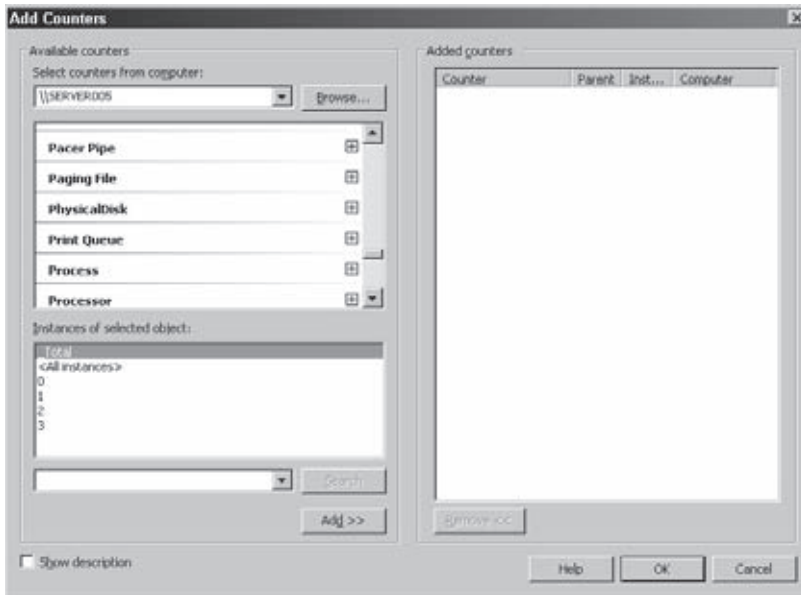 Add Counters
Available counters
Select counters from computer:
\\SERVER005
Browse...
Pacer Pipe
Paging File
PhysicalDisk
Print Queue
Process
Processor
Instances of selected object:
_Total
<All instances>
0
1
2
3
Search
Add >>
Show description
Added counters
Counter Parent Inst... Computer
Remove <<
Help OK Cancel